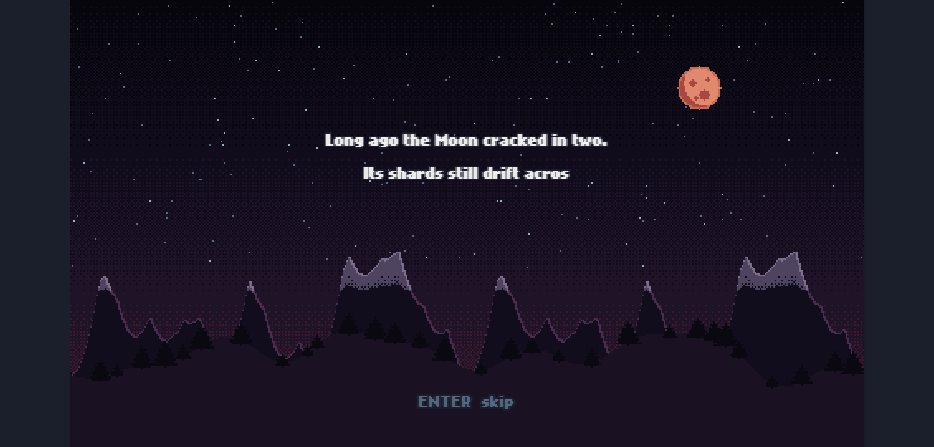 Long ago the Moon cracked in two.
Its shards still drift acros
ENTER skip